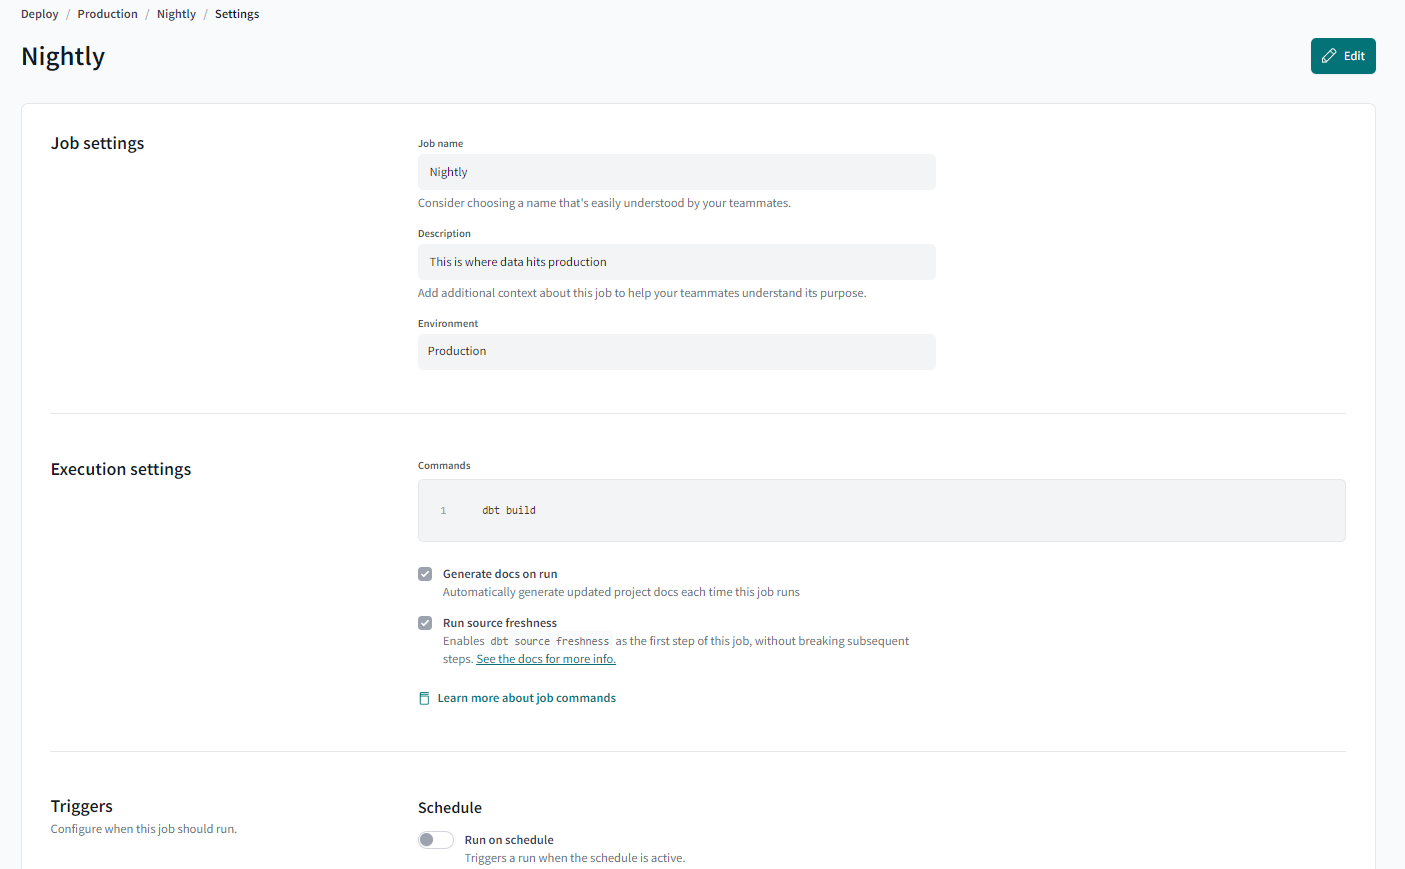 Deploy / Production / Nightly / Settings
Nightly
Edit
Job settings
Job name
Nightly
Consider choosing a name that's easily understood by your teammates.
Description
This is where data hits production
Add additional context about this job to help your teammates understand its purpose.
Environment
Production
Execution settings
Commands
1 dbt build
Generate docs on run
Automatically generate updated project docs each time this job runs
Run source freshness
Enables dbt source freshness as the first step of this job, without breaking subsequent
steps. See the docs for more info.
Learn more about job commands
Triggers
Configure when this job should run.
Schedule
Run on schedule
Triggers a run when the schedule is active.